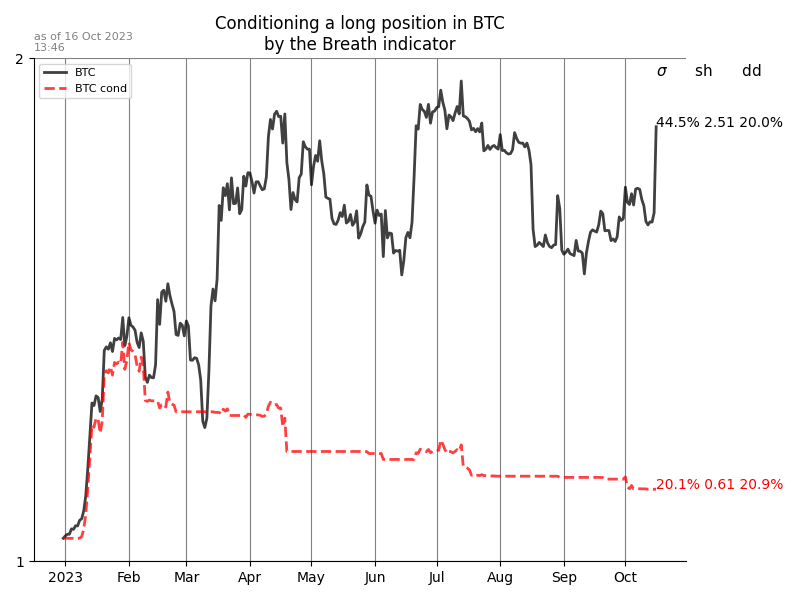 Conditioning a long position in BTC
by the Breath indicator
as of 16 Oct 2023
13:46
2
BTC
BTC cond
σ sh dd
44.5% 2.51 20.0%
20.1% 0.61 20.9%
1
2023 Feb Mar Apr May Jun Jul Aug Sep Oct